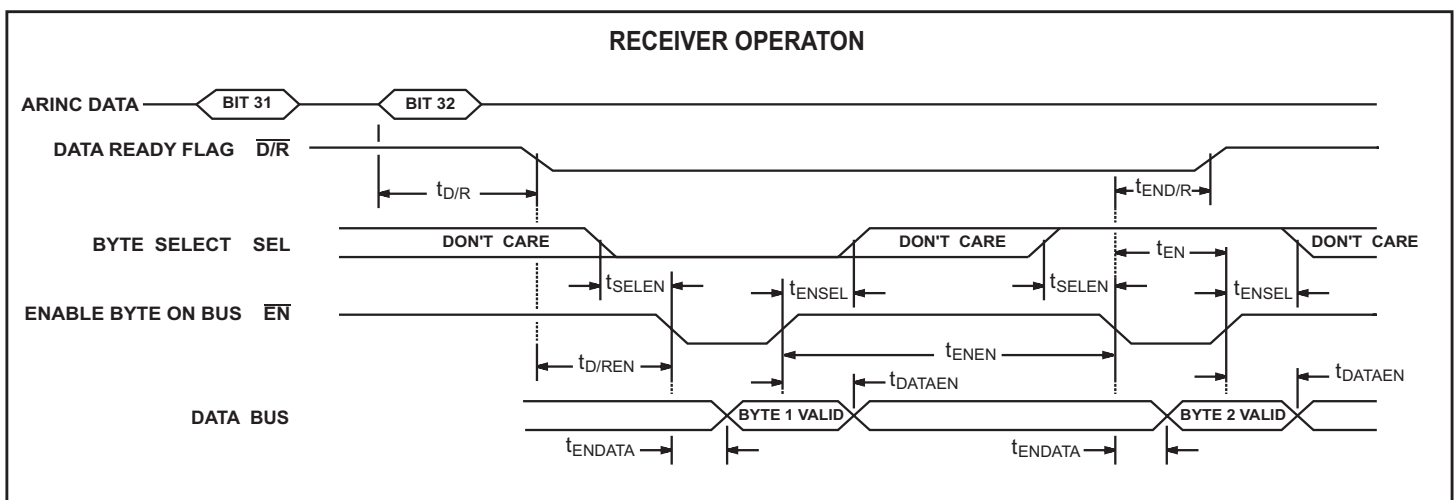 RECEIVER OPERATON
ARINC DATA BIT 31 BIT 32
DATA READY FLAG D/R
tD/R tEND/R
BYTE SELECT SEL DON'T CARE DON'T CARE DON'T CARE
tEN
tSELEN tENSEL tSELEN tENSEL
ENABLE BYTE ON BUS EN
tD/REN tENEN
tDATAEN tDATAEN
DATA BUS BYTE 1 VALID BYTE 2 VALID
tENDATA tENDATA